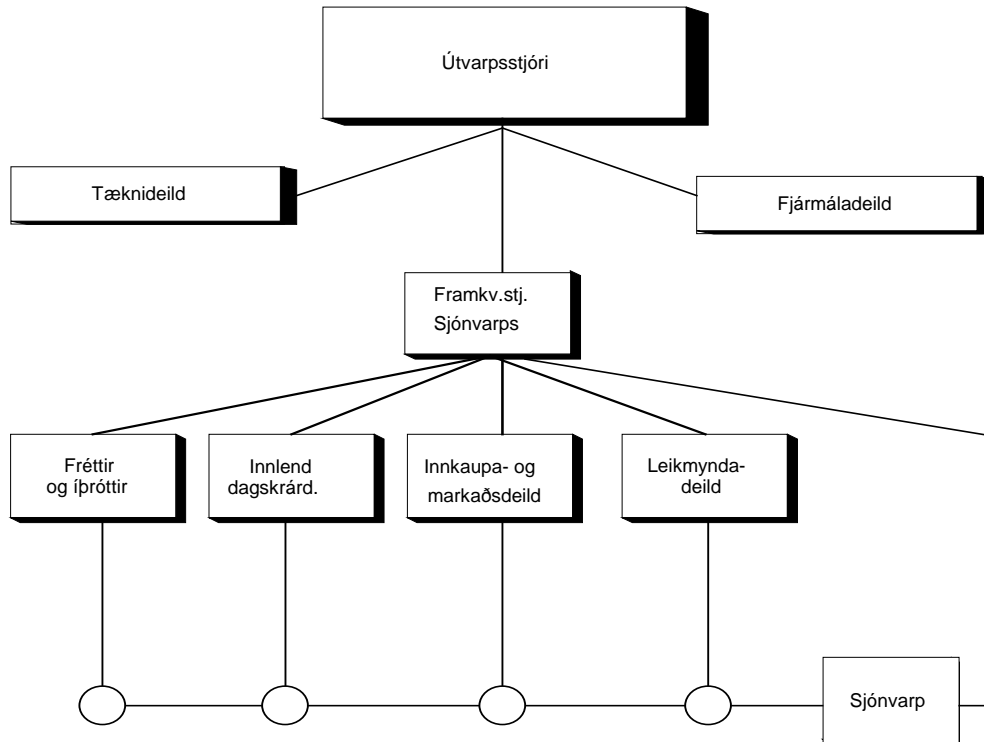 Útvarpsstjóri
Tæknideild
Fjármáladeild
Framkv.stj.
Sjónvarps
Fréttir
og íþróttir
Innlend
dagskrárd.
Innkaupa- og
markaðsdeild
Leikmynda-
deild
Sjónvarp